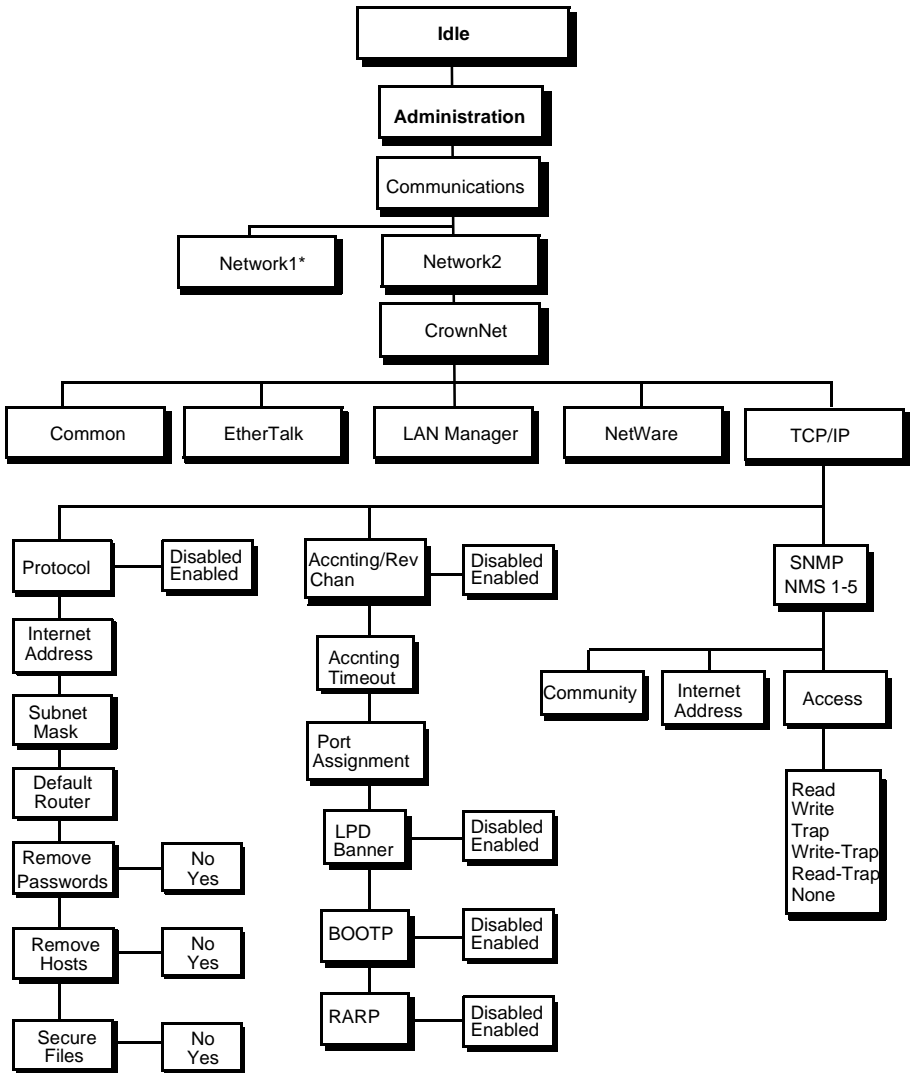 Idle
Administration
Communications
Network1*
Network2
CrownNet
Common
EtherTalk
LAN Manager
NetWare
TCP/IP
Protocol
Disabled
Enabled
Internet
Address
Subnet
Mask
Default
Router
Remove
Passwords
No
Yes
Remove
Hosts
No
Yes
Secure
Files
No
Yes
Accnting/Rev
Chan
Disabled
Enabled
Accnting
Timeout
Port
Assignment
LPD
Banner
Disabled
Enabled
BOOTP
Disabled
Enabled
RARP
Disabled
Enabled
SNMP
NMS 1-5
Community
Internet
Address
Access
Read
Write
Trap
Write-Trap
Read-Trap
None